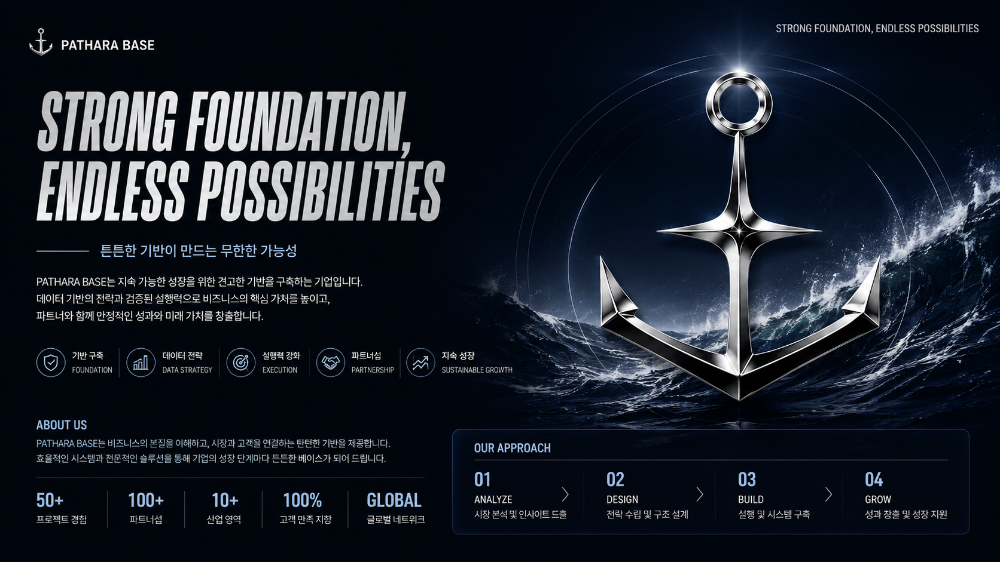 PATHARA BASE
STRONG FOUNDATION, ENDLESS POSSIBILITIES
STRONG FOUNDATION,
ENDLESS POSSIBILITIES
튼튼한 기반이 만드는 무한한 가능성
PATHARA BASE는 지속 가능한 성장을 위한 견고한 기반을 구축하는 기업입니다.
데이터 기반의 전략과 검증된 설행력으로 비즈니스의 핵심 가처를 높이고,
파트너와 함께 안정적인 성과와 미래 가치를 창출합니다.
기반 구축
FOUNDATION
데이터 전략
DATA STRATEGY
실행력 강화
EXECUTION
파트너십
PARTNERSHIP
지속 성장
SUSTAINABLE GROWTH
ABOUT US
PATHARA BASE는 비즈니스의 본질을 이해하고, 시장과 고객을 연결하는 탄탄한 기반을 제공합니다.
효율적인 시스템과 전문적인 솔루션을 통해 기업의 성장 단계마다 든든한 베이스가 되어 드립니다.
50+
프로젝트 경험
100+
파트너십
10+
산업 영역
100%
고객 만족 지향
GLOBAL
글로벌 네트워크
OUR APPROACH
01
ANALYZE
시장 본석 및 인사이트 드출
02
DESIGN
전략 수립 및 구조 설계
03
BUILD
실행 및 시스템 구축
04
GROW
성과 창출 및 성장 지원